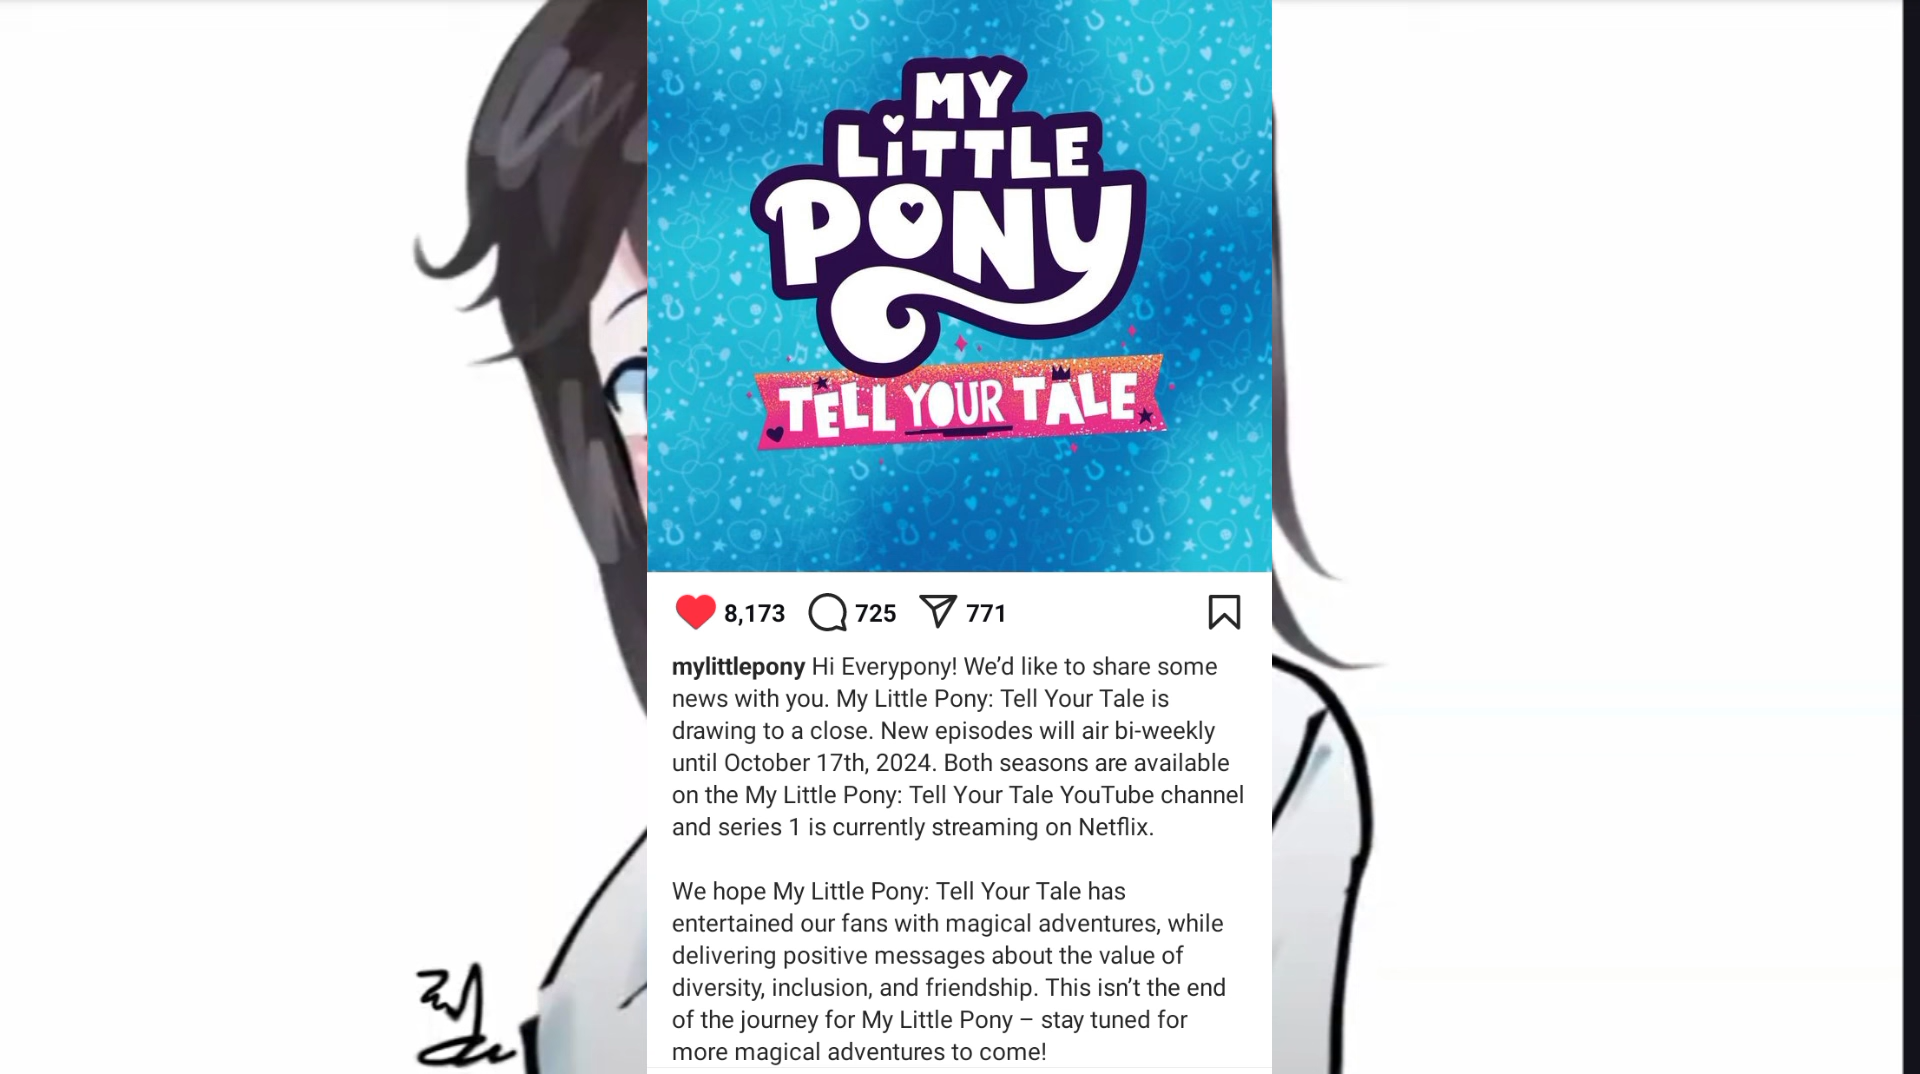 MY
LiTTLE
PONY
TELL YOUR TALE
8,173 725 771
mylittlepony Hi Everypony! We’d like to share some
news with you. My Little Pony: Tell Your Tale is
drawing to a close. New episodes will air bi-weekly
until October 17th, 2024. Both seasons are available
on the My Little Pony: Tell Your Tale YouTube channel
and series 1 is currently streaming on Netflix.
We hope My Little Pony: Tell Your Tale has
entertained our fans with magical adventures, while
delivering positive messages about the value of
diversity, inclusion, and friendship. This isn’t the end
of the journey for My Little Pony – stay tuned for
more magical adventures to come!